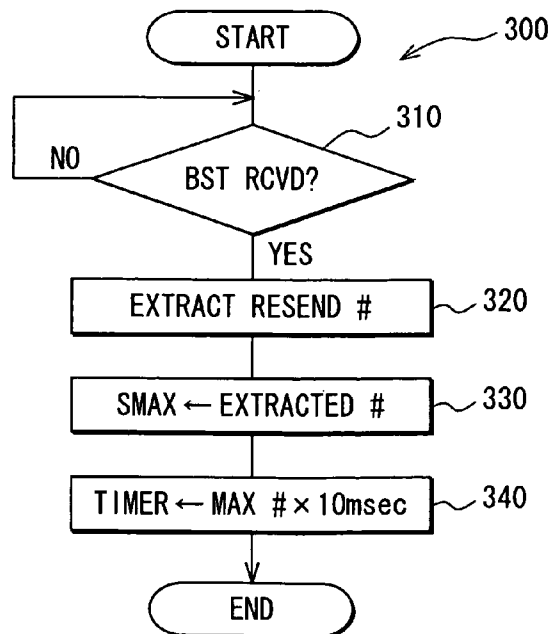 START
300
310
NO
BST RCVD?
YES
EXTRACT RESEND #
320
SMAX ← EXTRACTED #
330
TIMER ← MAX # × 10msec
340
END